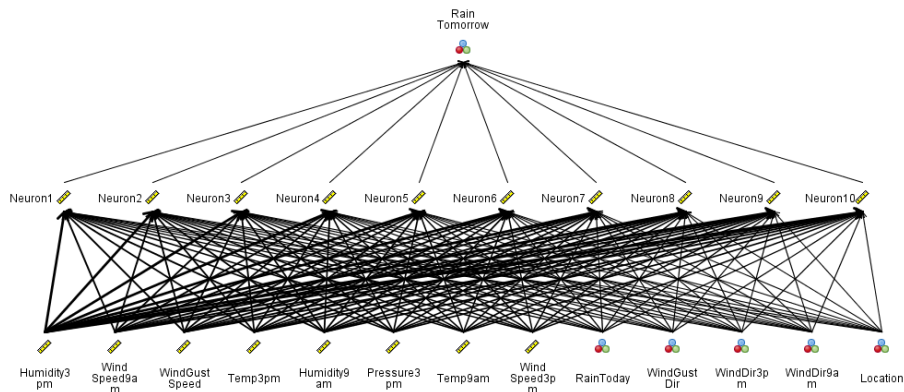 Rain
Tomorrow
Neuron1
Neuron2
Neuron3
Neuron4
Neuron5
Neuron6
Neuron7
Neuron8
Neuron9
Neuron10
Humidity3
pm
Wind
Speed9a
m
WindGust
Speed
Temp3pm
Humidity9
am
Pressure3
pm
Temp9am
Wind
Speed3p
m
RainToday
WindGust
Dir
WindDir3p
m
WindDir9a
m
Location